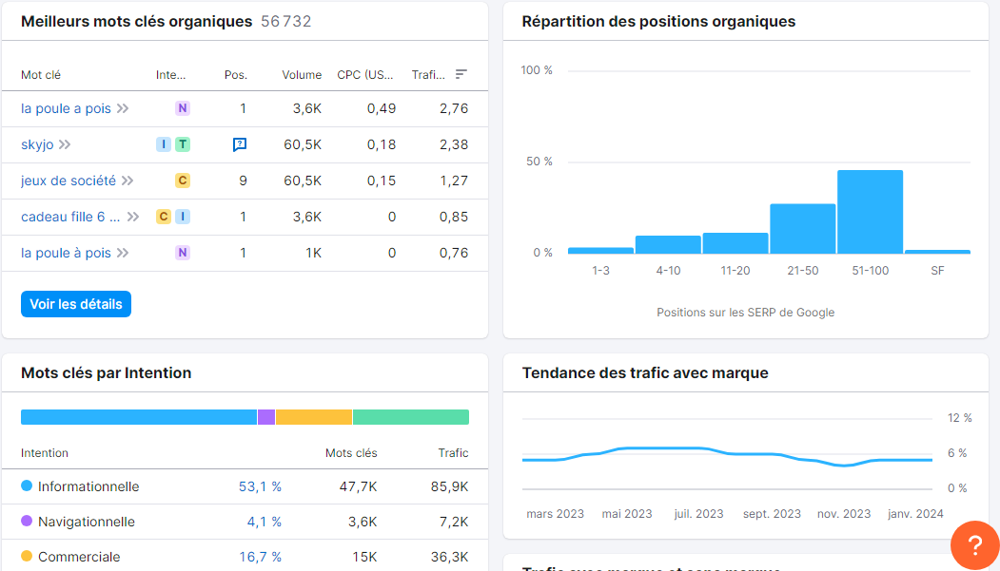 Meilleurs mots clés organiques 56 732
Mot clé Inte... Pos. Volume CPC (US... Trafi...
la poule a pois N 1 3,6K 0,49 2,76
skyjo I T 60,5K 0,18 2,38
jeux de société C 9 60,5K 0,15 1,27
cadeau fille 6 ... C I 1 3,6K 0 0,85
la poule à pois N 1 1K 0 0,76
Voir les détails
Répartition des positions organiques
100 %
50 %
0 %
1-3 4-10 11-20 21-50 51-100 SF
Positions sur les SERP de Google
Mots clés par Intention
Intention Mots clés Trafic
Informationnelle 53,1 % 47,7K 85,9K
Navigationnelle 4,1 % 3,6K 7,2K
Commerciale 16,7 % 15K 36,3K
Tendance des trafic avec marque
12 %
6 %
0 %
mars 2023 mai 2023 juil. 2023 sept. 2023 nov. 2023 janv. 2024
?
Trafic avec marque et sans marque